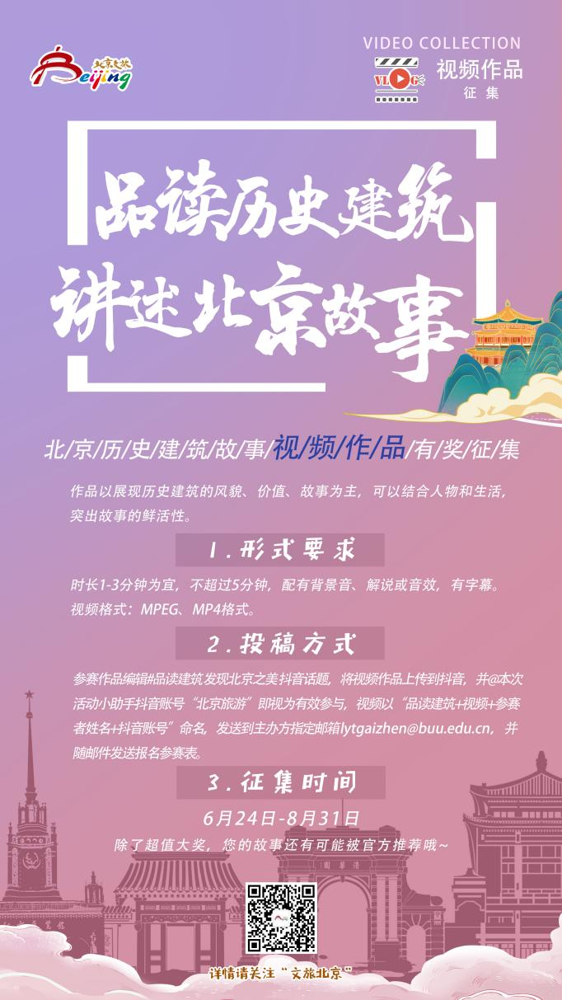 北京文旅
Beijing
VIDEO COLLECTION
VLOG
视频作品
征集
品读历史建筑
讲述北京故事
北/京/历/史/建/筑/故/事/视/频/作/品/有/奖/征/集
作品以展现历史建筑的风貌、价值、故事为主，可以结合人物和生活，
突出故事的鲜活性。
1.形式要求
时长1-3分钟为宜，不超过5分钟，配有背景音、解说或音效，有字幕。
视频格式：MPEG、MP4格式。
2.投稿方式
参赛作品编辑#品读建筑发现北京之美抖音话题，将视频作品上传到抖音，并@本次
活动小助手抖音账号“北京旅游”即视为有效参与，视频以“品读建筑+视频+参赛
者姓名+抖音账号”命名，发送到主办方指定邮箱lytgaizhen@buu.edu.cn，并
随邮件发送报名参赛表。
3.征集时间
6月24日-8月31日
除了超值大奖，您的故事还有可能被官方推荐哦~
園華清
详情请关注“文旅北京”